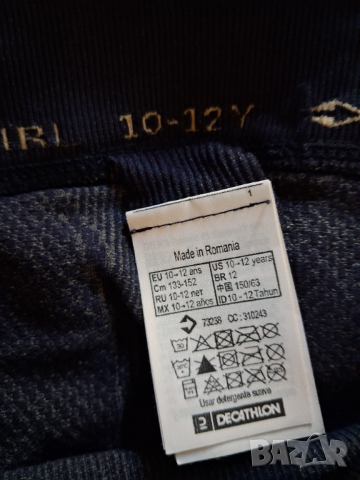 IRL 10-12Y
1
Made in Romania
EU 10→12 ans
Cm 133-152
RU 10-12 лет
MX 10→12 años
US 10→12 years
BR 12
中国 150/63
ID 10-12 Tahun
73238 OC: 310243
Usar detergente suave
DECATHLON
BAZAR